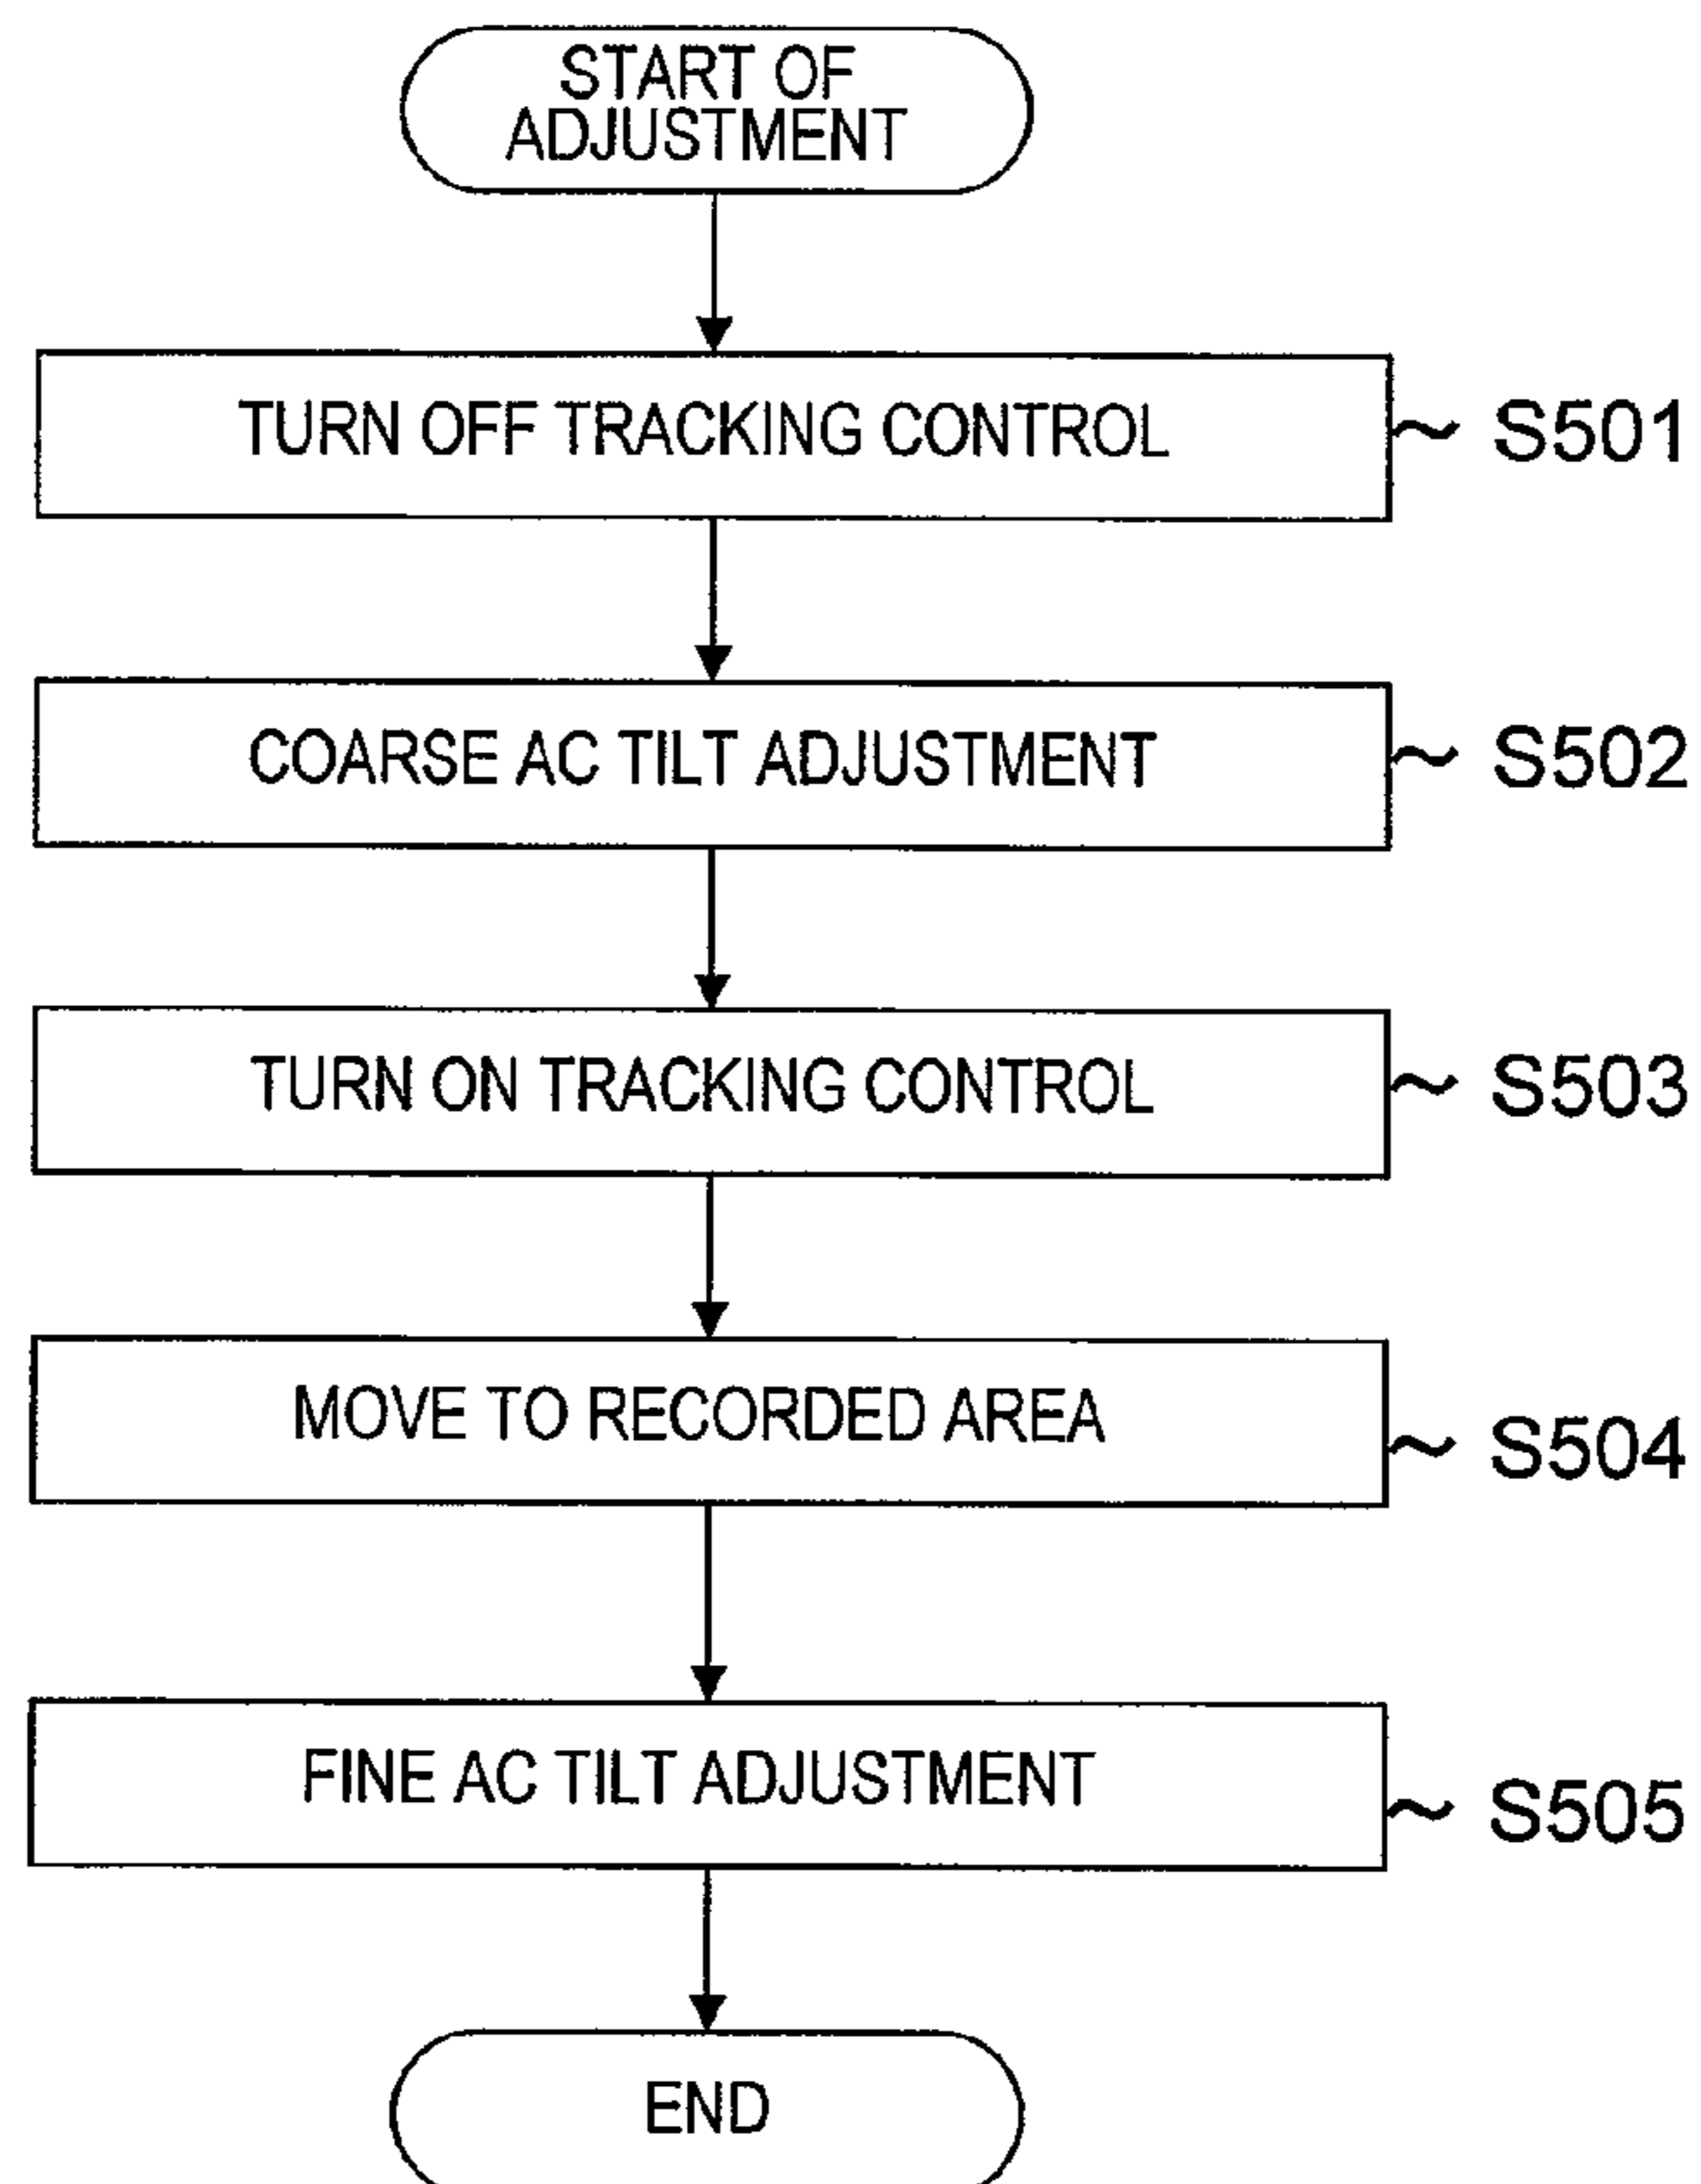 START OF
ADJUSTMENT
TURN OFF TRACKING CONTROL
S501
COARSE AC TILT ADJUSTMENT
S502
TURN ON TRACKING CONTROL
S503
MOVE TO RECORDED AREA
S504
FINE AC TILT ADJUSTMENT
S505
END